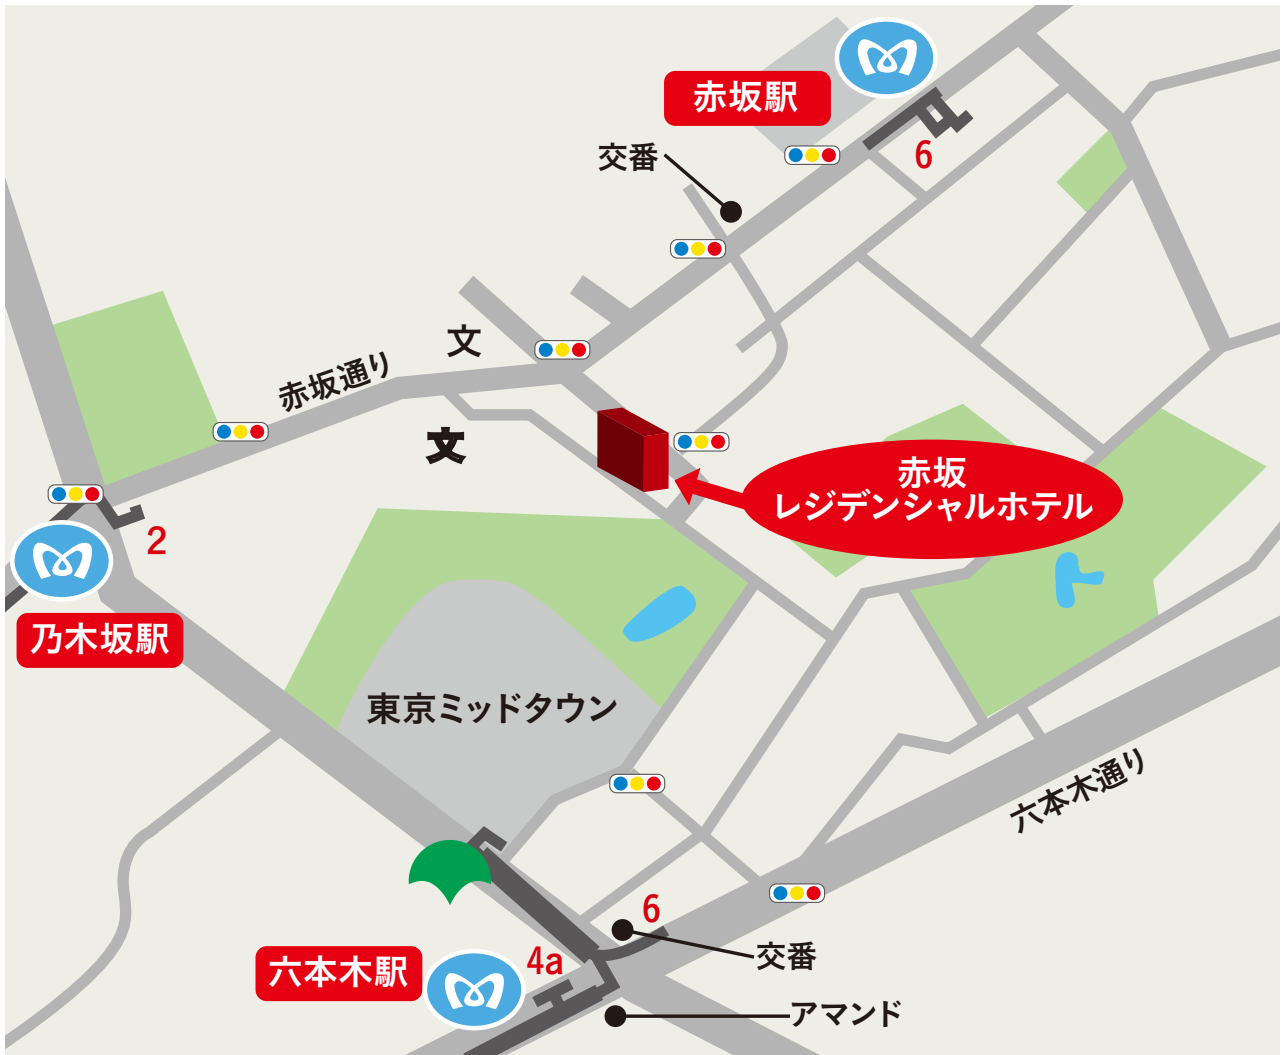 赤坂駅
交番
6
文
赤坂通り
文
赤坂
レジデンシャルホテル
2
乃木坂駅
東京ミッドタウン
六本木通り
6
交番
4a
六本木駅
アマンド